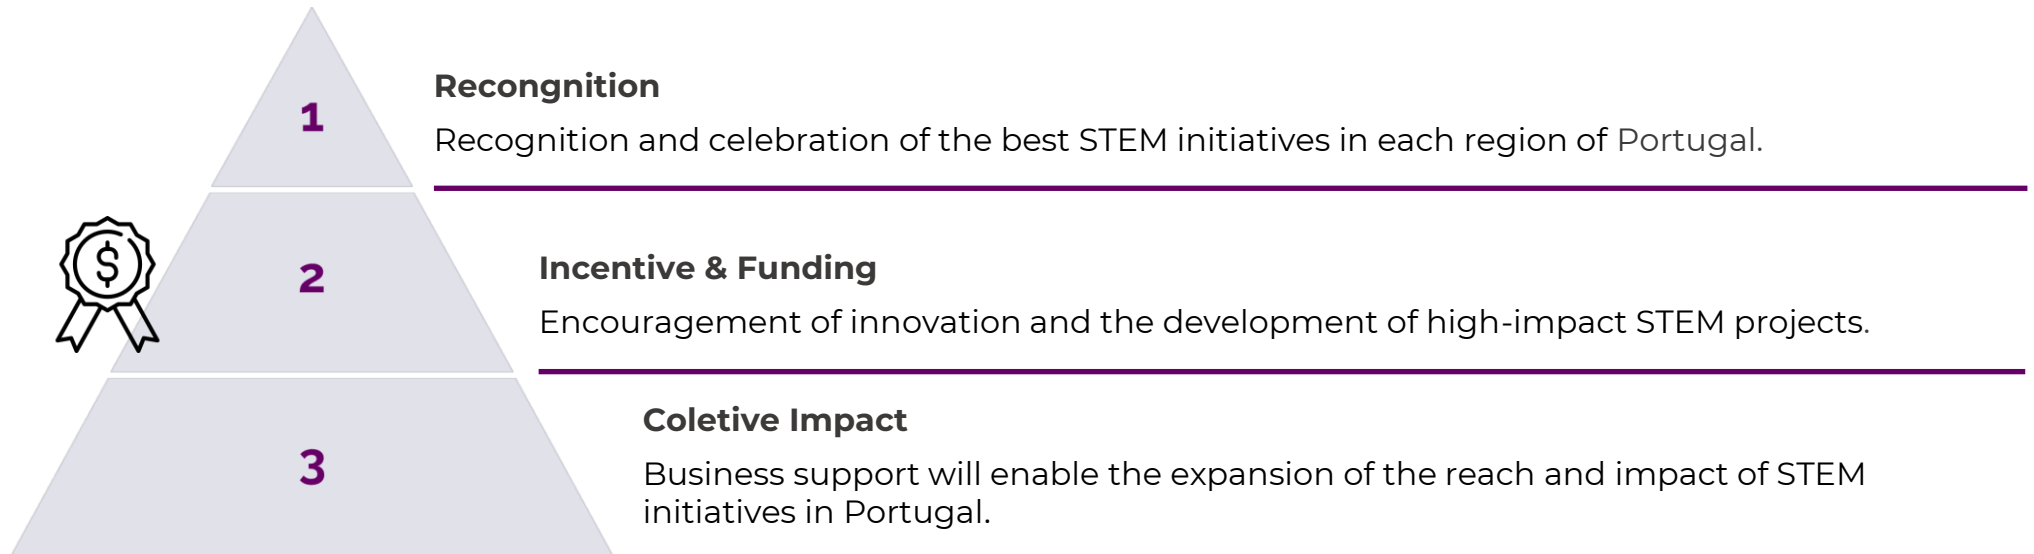 1
Recongnition
Recognition and celebration of the best STEM initiatives in each region of Portugal.
$
2
Incentive & Funding
Encouragement of innovation and the development of high-impact STEM projects.
3
Coletive Impact
Business support will enable the expansion of the reach and impact of STEM
initiatives in Portugal.